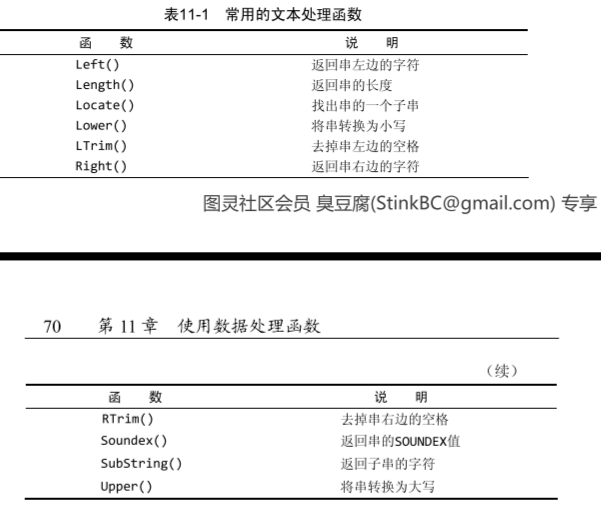 表11-1 常用的文本处理函数
函 数 说 明
Left() 返回串左边的字符
Length() 返回串的长度
Locate() 找出串的一个子串
Lower() 将串转换为小写
LTrim() 去掉串左边的空格
Right() 返回串右边的字符
图灵社区会员 臭豆腐(StinkBC@gmail.com) 专享
70 第 11 章 使用数据处理函数
（续）
函 数 说 明
RTrim() 去掉串右边的空格
Soundex() 返回串的SOUNDEX值
SubString() 返回子串的字符
Upper() 将串转换为大写